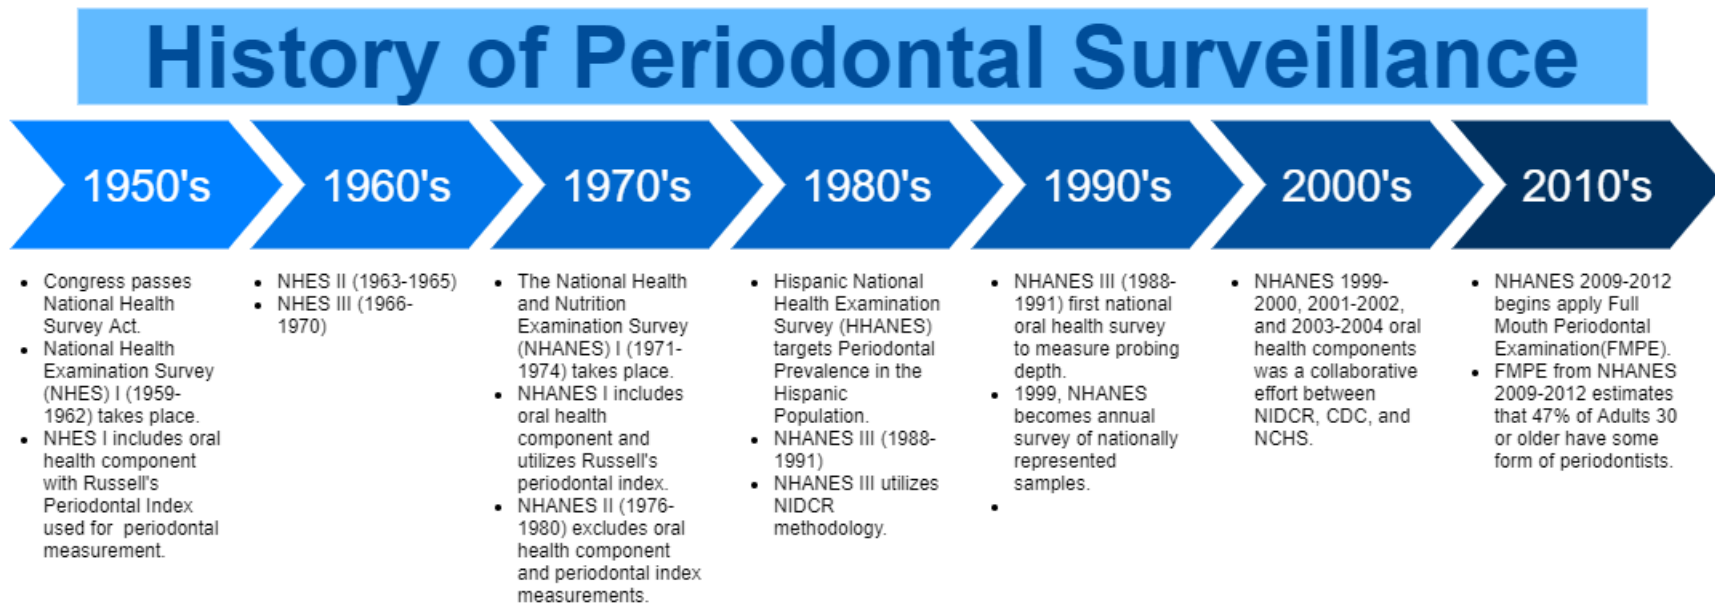 History of Periodontal Surveillance
1950's
1960's
1970's
1980's
1990's
2000's
2010's
• Congress passes
National Health
Survey Act.
• National Health
Examination Survey
(NHES) I (1959-
1962) takes place.
• NHES I includes oral
health component
with Russell's
Periodontal Index
used for periodontal
measurement.
• NHES II (1963-1965)
• NHES III (1966-
1970)
• The National Health
and Nutrition
Examination Survey
(NHANES) I (1971-
1974) takes place.
• NHANES I includes
oral health
component and
utilizes Russell's
periodontal index.
• NHANES II (1976-
1980) excludes oral
health component
and periodontal index
measurements.
• Hispanic National
Health Examination
Survey (HHANES)
targets Periodontal
Prevalence in the
Hispanic
Population.
• NHANES III (1988-
1991)
• NHANES III utilizes
NIDCR
methodology.
• NHANES III (1988-
1991) first national
oral health survey
to measure probing
depth.
• 1999, NHANES
becomes annual
survey of nationally
represented
samples.
•
• NHANES 1999-
2000, 2001-2002,
and 2003-2004 oral
health components
was a collaborative
effort between
NIDCR, CDC, and
NCHS.
• NHANES 2009-2012
begins apply Full
Mouth Periodontal
Examination(FMPE).
• FMPE from NHANES
2009-2012 estimates
that 47% of Adults 30
or older have some
form of periodontists.